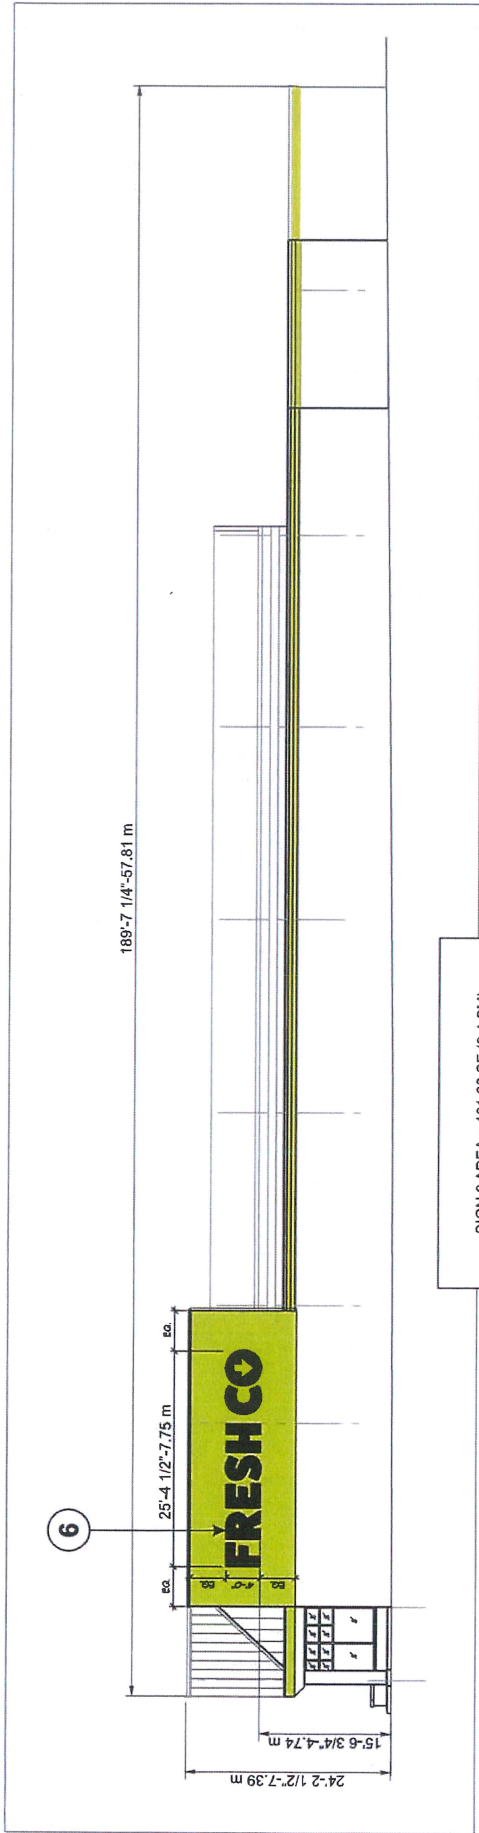 189'-7 1/4"-57.81 m
6
25'-4 1/2"-7.75 m
EQ.
EQ.
FRESH CO
EQ.
4'-0"
EQ.
24'-2 1/2"-7.39 m
15'-6 3/4"-4.74 m